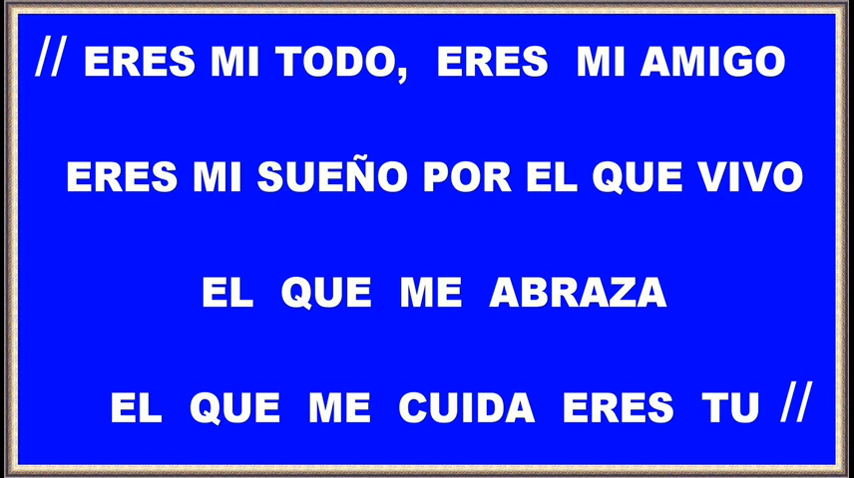 // ERES MI TODO, ERES MI AMIGO
ERES MI SUEÑO POR EL QUE VIVO
EL QUE ME ABRAZA
EL QUE ME CUIDA ERES TU //